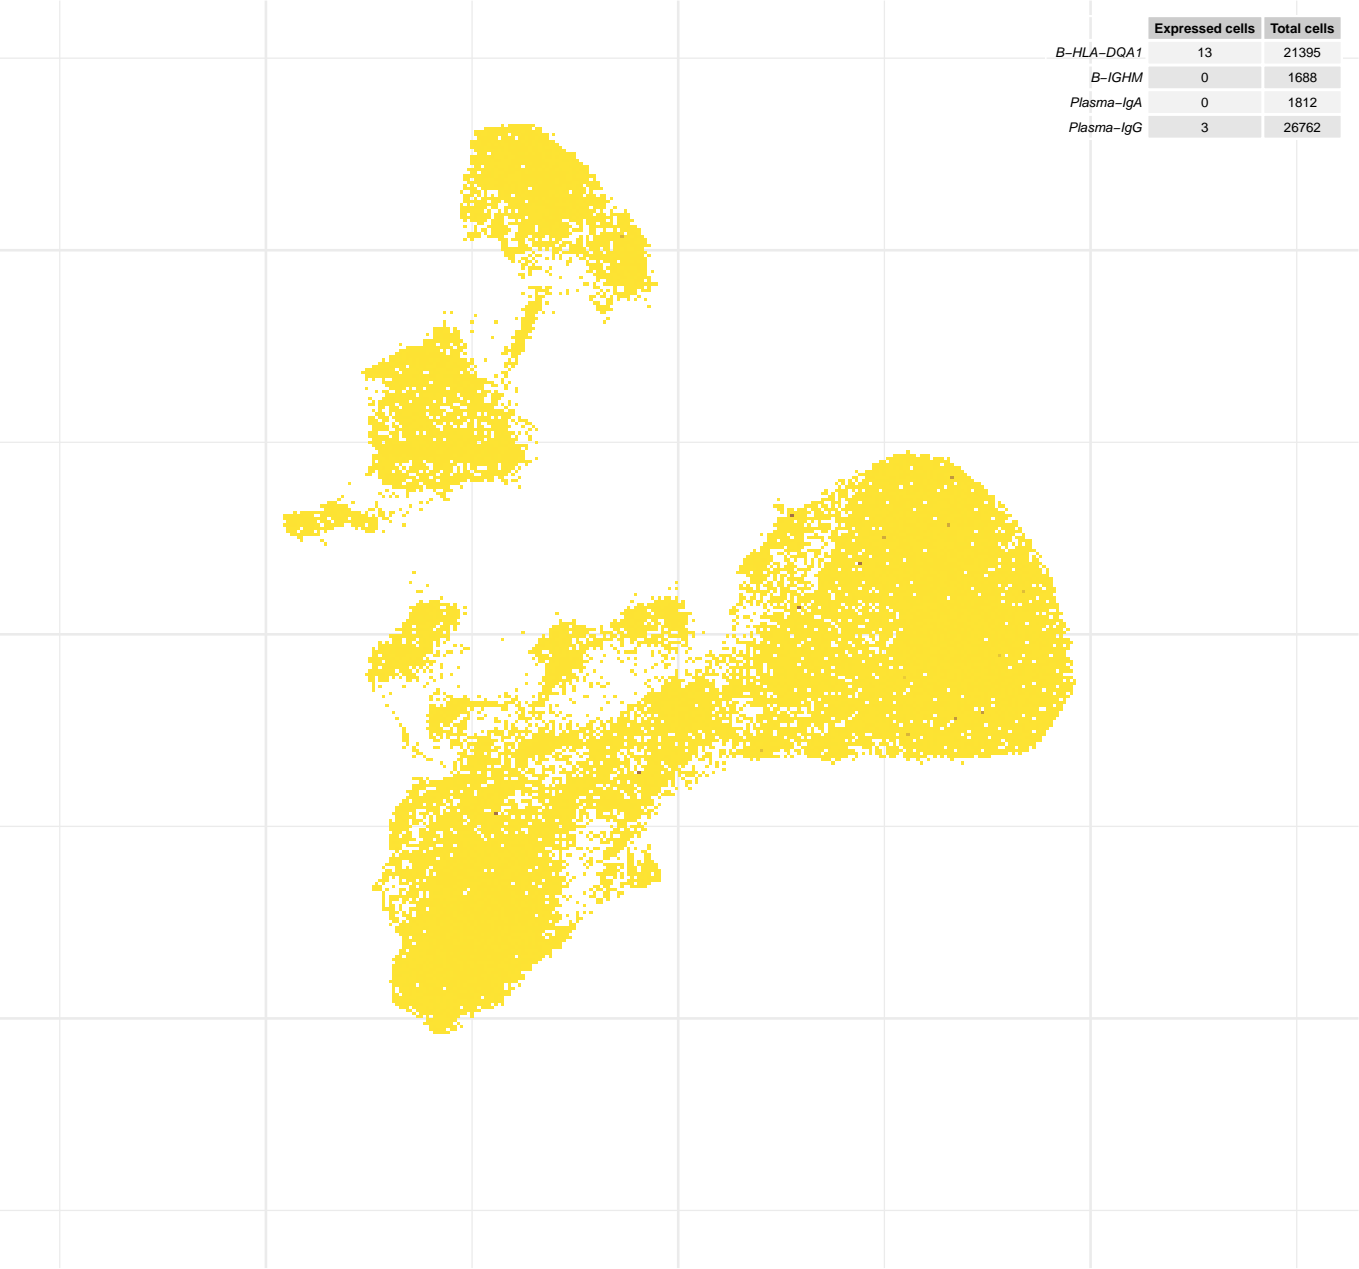 Expressed cells Total cells
B−HLA−DQA1 13 21395
B−IGHM 0 1688
Plasma−IgA 0 1812
Plasma−IgG 3 26762